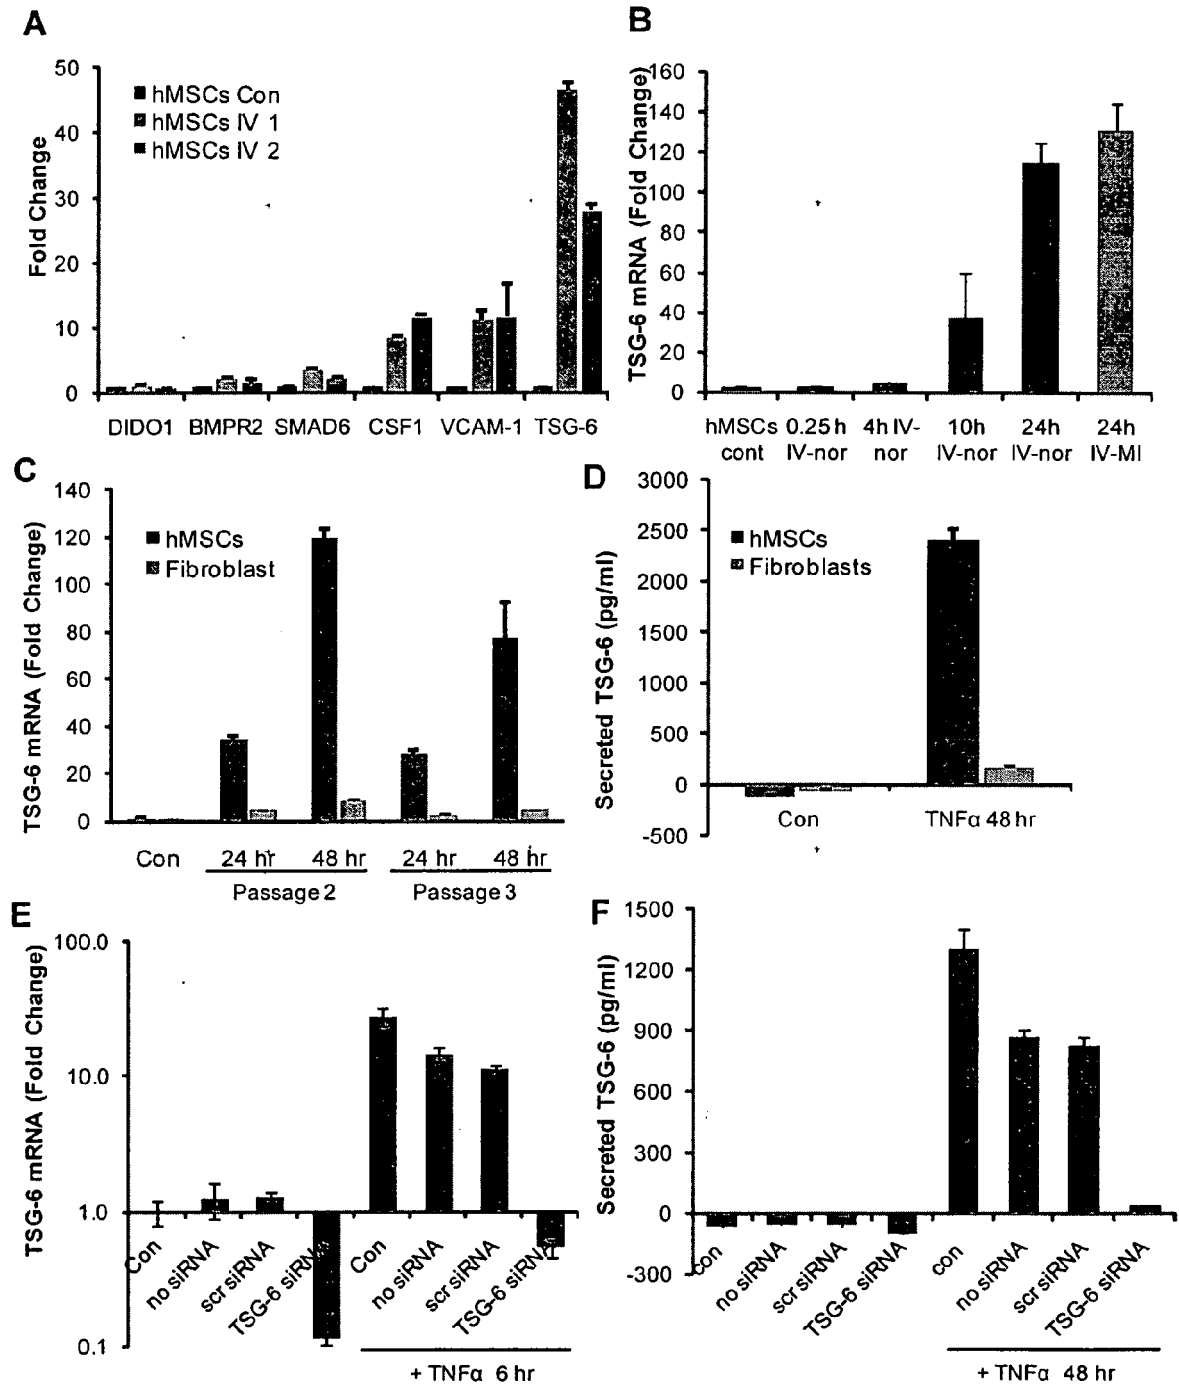 A
Fold Change
50
40
30
20
10
0
hMSCs Con
hMSCs IV 1
hMSCs IV 2
DIDO1 BMPR2 SMAD6 CSF1 VCAM-1 TSG-6
B
TSG-6 mRNA (Fold Change)
160
140
120
100
80
60
40
20
0
hMSCs 0.25 h 4h IV- 10h 24h 24h
cont IV-nor nor IV-nor IV-nor IV-MI
C
TSG-6 mRNA (Fold Change)
140
120
100
80
60
40
20
0
hMSCs
Fibroblast
Con 24 hr 48 hr 24 hr 48 hr
Passage 2 Passage 3
D
Secreted TSG-6 (pg/ml)
3000
2500
2000
1500
1000
500
0
-500
hMSCs
Fibroblasts
Con TNFα 48 hr
E
TSG-6 mRNA (Fold Change)
100.0
10.0
1.0
0.1
Con no siRNA scr siRNA TSG-6 siRNA Con no siRNA scr siRNA TSG-6 siRNA
+ TNFα 6 hr
F
Secreted TSG-6 (pg/ml)
1500
1200
900
600
300
0
-300
con no siRNA scr siRNA TSG-6 siRNA con no siRNA scr siRNA TSG-6 siRNA
+ TNFα 48 hr